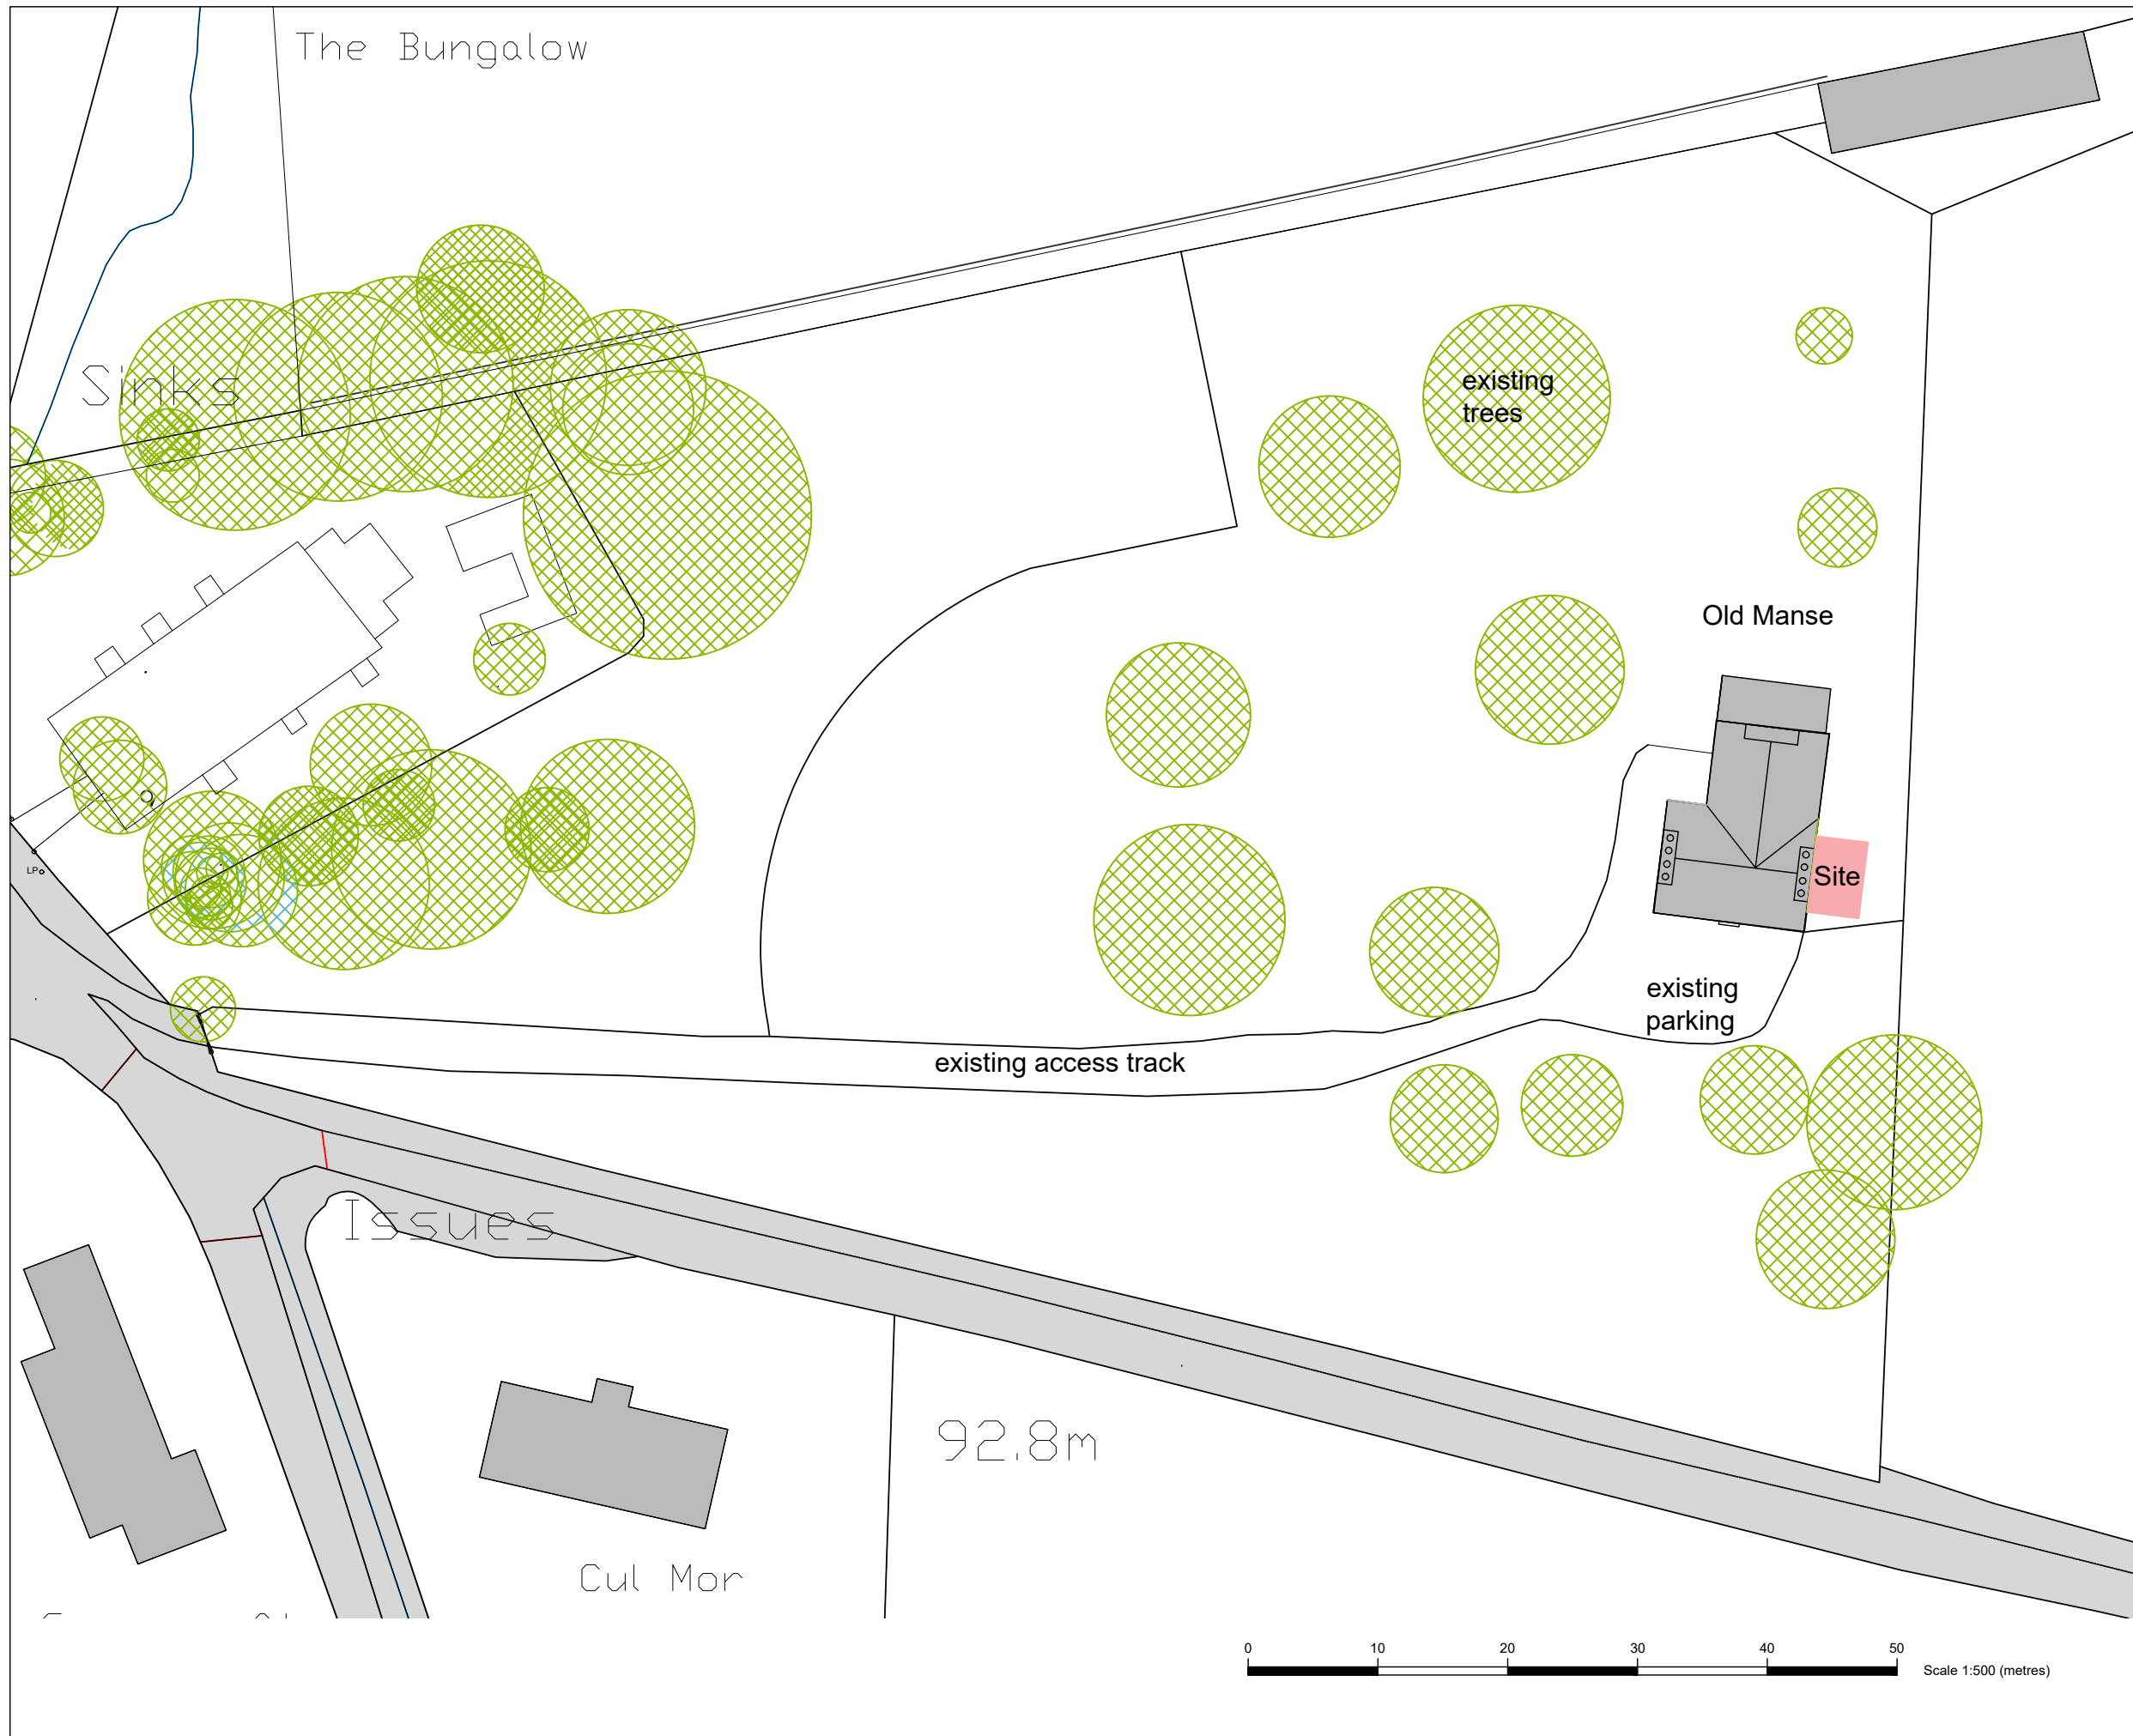 The Bungalow
Sinks
existing
trees
Old Manse
Site
LP
existing
parking
existing access track
Issues
92.8m
Cul Mor
0 10 20 30 40 50
Scale 1:500 (metres)